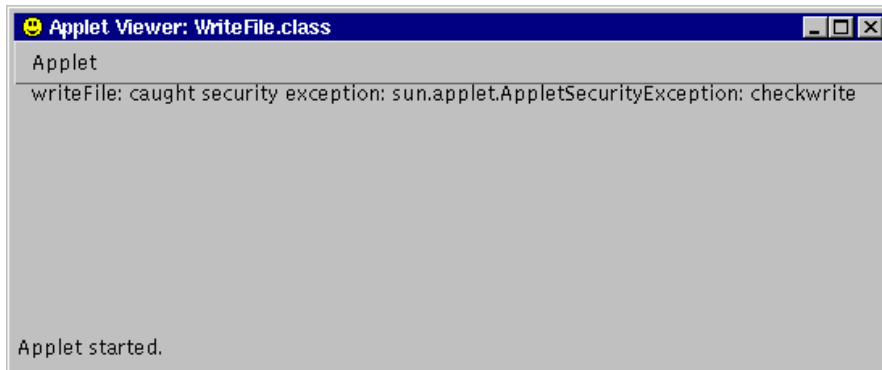 Applet Viewer: WriteFile.class
Applet
writeFile: caught security exception: sun.applet.AppletSecurityException: checkwrite
Applet started.